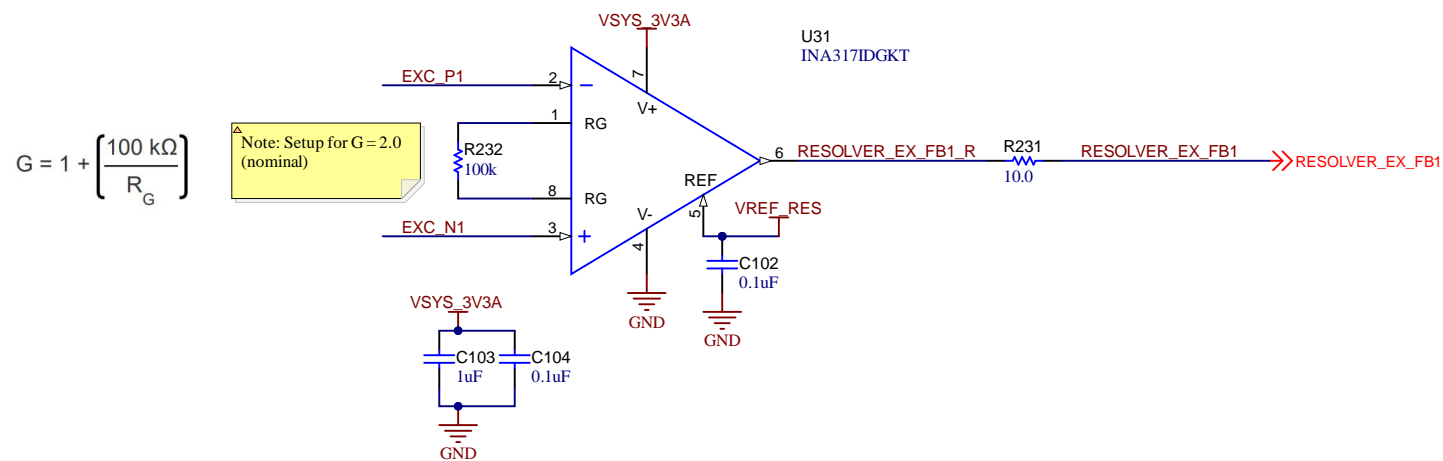 VSYS_3V3A
U31
INA317IDGKT
EXC_P1
2
7
V+
1
RG
G = 1 + (100 kΩ / R_G)
Note: Setup for G = 2.0
(nominal)
R232
100k
6
RESOLVER_EX_FB1_R
R231
10.0
RESOLVER_EX_FB1
RESOLVER_EX_FB1
8
RG
REF
5
VREF_RES
V-
4
EXC_N1
3
C102
0.1uF
GND
GND
VSYS_3V3A
C103
1uF
C104
0.1uF
GND